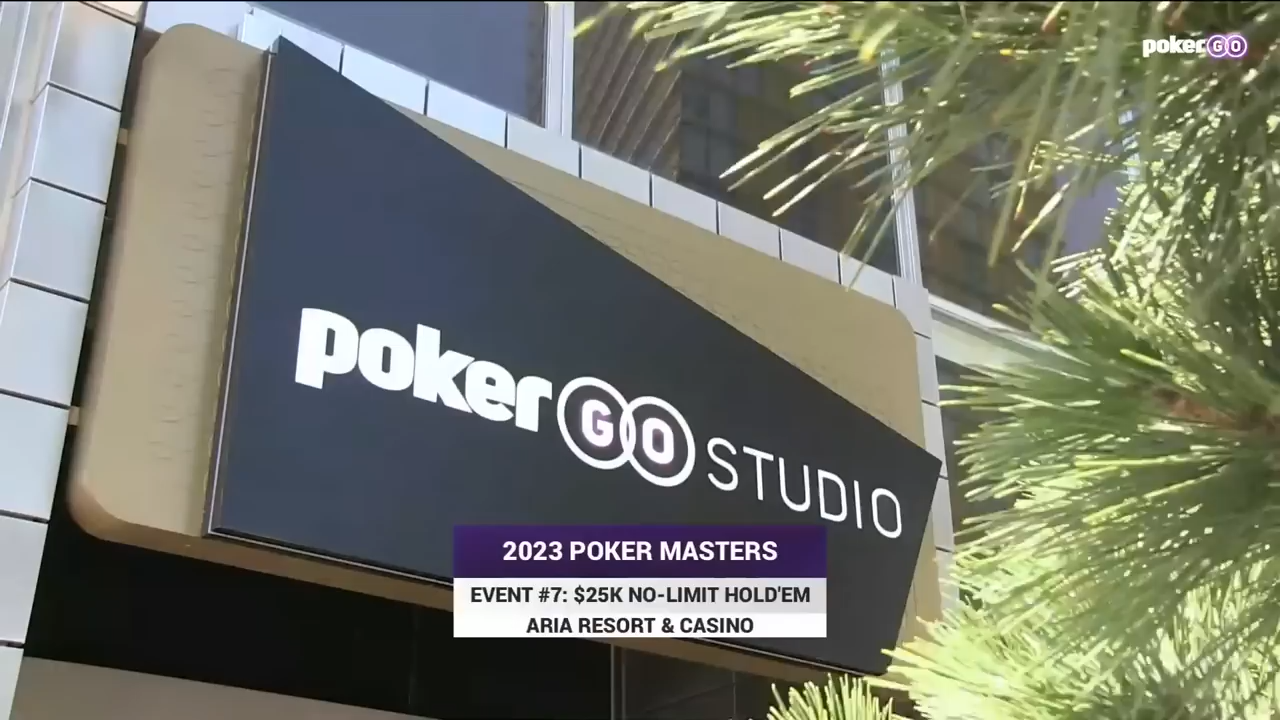 pokerGO
pokerGO STUDIO
2023 POKER MASTERS
EVENT #7: $25K NO-LIMIT HOLD'EM
ARIA RESORT & CASINO